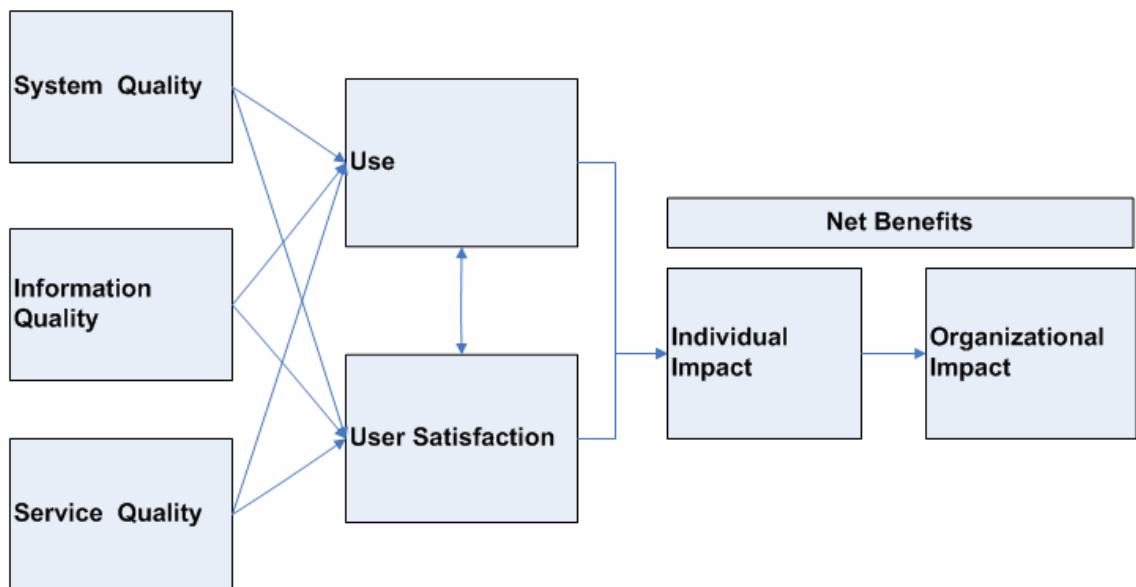 System Quality
Use
Net Benefits
Information
Quality
Individual
Impact
Organizational
Impact
User Satisfaction
Service Quality